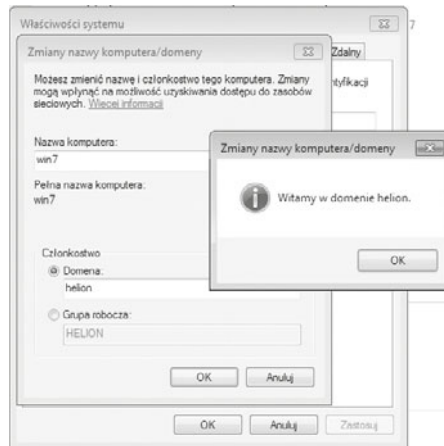 Właściwości systemu
7
Zmiany nazwy komputera/domeny
Zdalny
Możesz zmienić nazwę i członkostwo tego komputera. Zmiany
mogą wpłynąć na możliwość uzyskiwania dostępu do zasobów
sieciowych. Więcej informacji
ntyfikacji
Nazwa komputera:
win7
Pełna nazwa komputera:
win7
Zmiany nazwy komputera/domeny
Witamy w domenie helion.
OK
Członkostwo
Domena:
helion
Grupa robocza:
HELION
OK
Anuluj
OK
Anuluj
Zastosuj